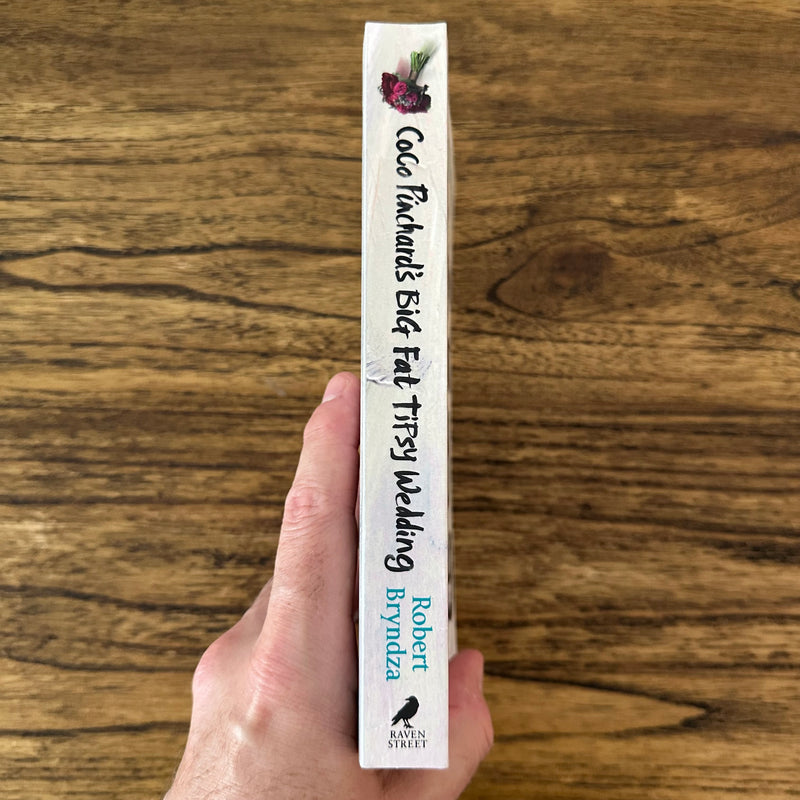 CoCo Pinchard's BiG Fat TiPsy Wedding
Robert
Bryndza
RAVEN
STREET